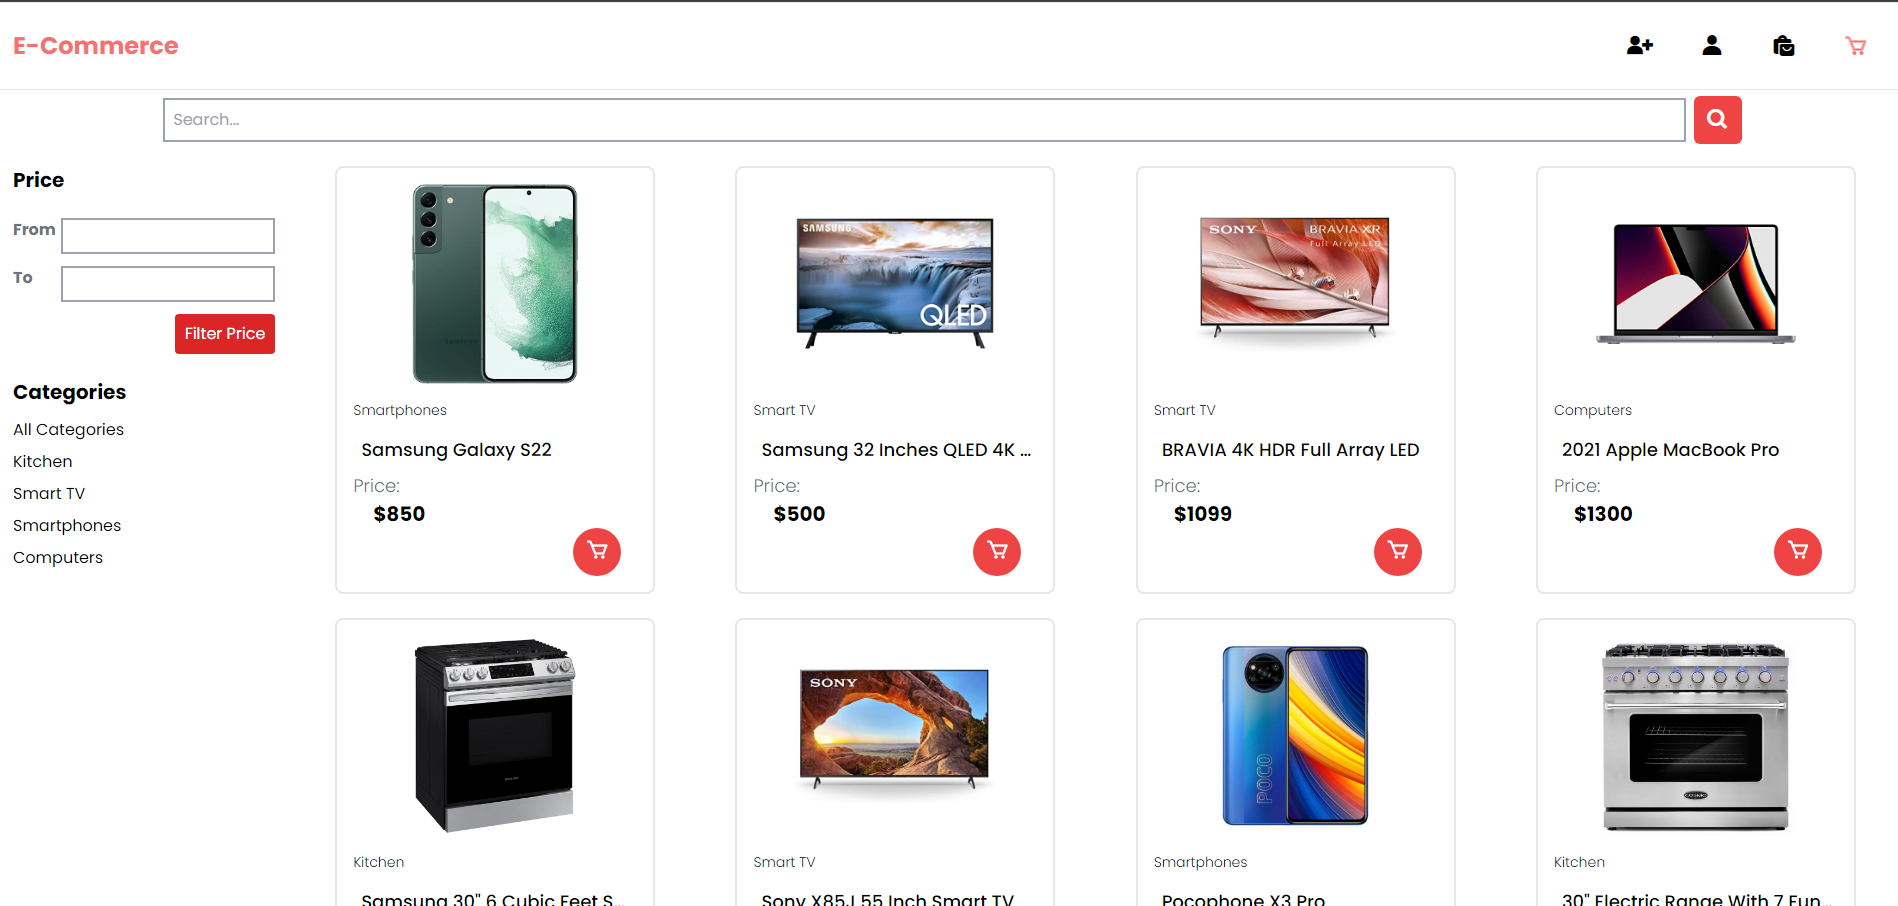 E-Commerce
Search...
Price
From
To
Filter Price
Categories
All Categories
Kitchen
Smart TV
Smartphones
Computers
Smartphones
Samsung Galaxy S22
Price:
$850
SAMSUNG
QLED
Smart TV
Samsung 32 Inches QLED 4K ...
Price:
$500
SONY
BRAVIA XR
Full Array LED
Smart TV
BRAVIA 4K HDR Full Array LED
Price:
$1099
Computers
2021 Apple MacBook Pro
Price:
$1300
Kitchen
Samsung 30" 6 Cubic Feet S...
SONY
Smart TV
Sony X85J 55 Inch Smart TV
POCO
Smartphones
Pocophone X3 Pro
COSMO
Kitchen
30" Electric Range With 7 Fun...